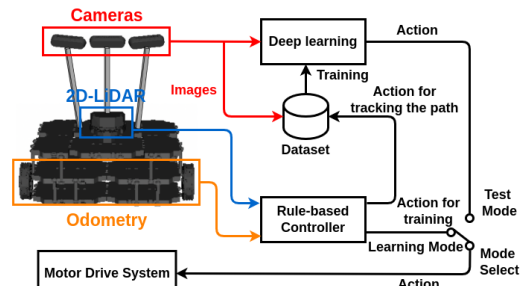 Cameras
Deep learning
Action
2D-LiDAR
Images
Training
Action for
tracking the path
Dataset
Odometry
Rule-based
Controller
Action for
training
Learning Mode
Test
Mode
Mode
Select
Motor Drive System
Action